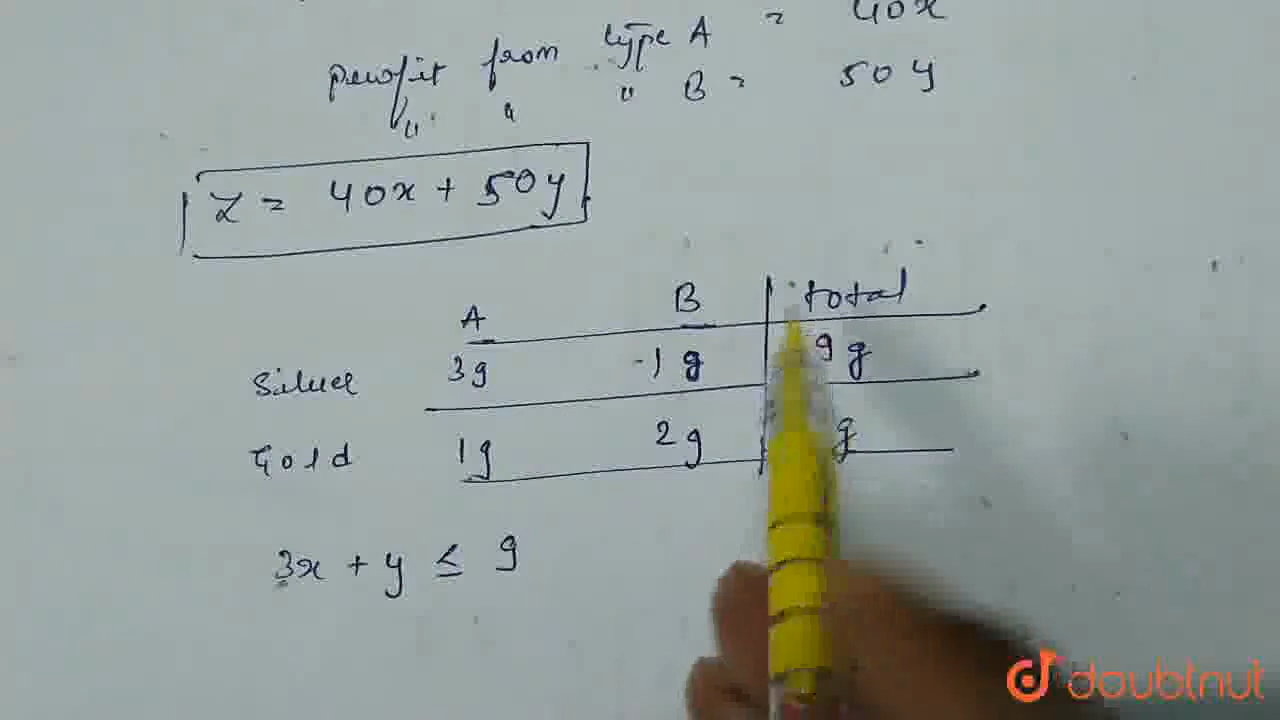 profit from type A = 40x
" " " B = 50y
Z = 40x + 50y
A B total
Silver 3g 1g 9g
Gold 1g 2g g
3x + y ≤ 9
doubtnut